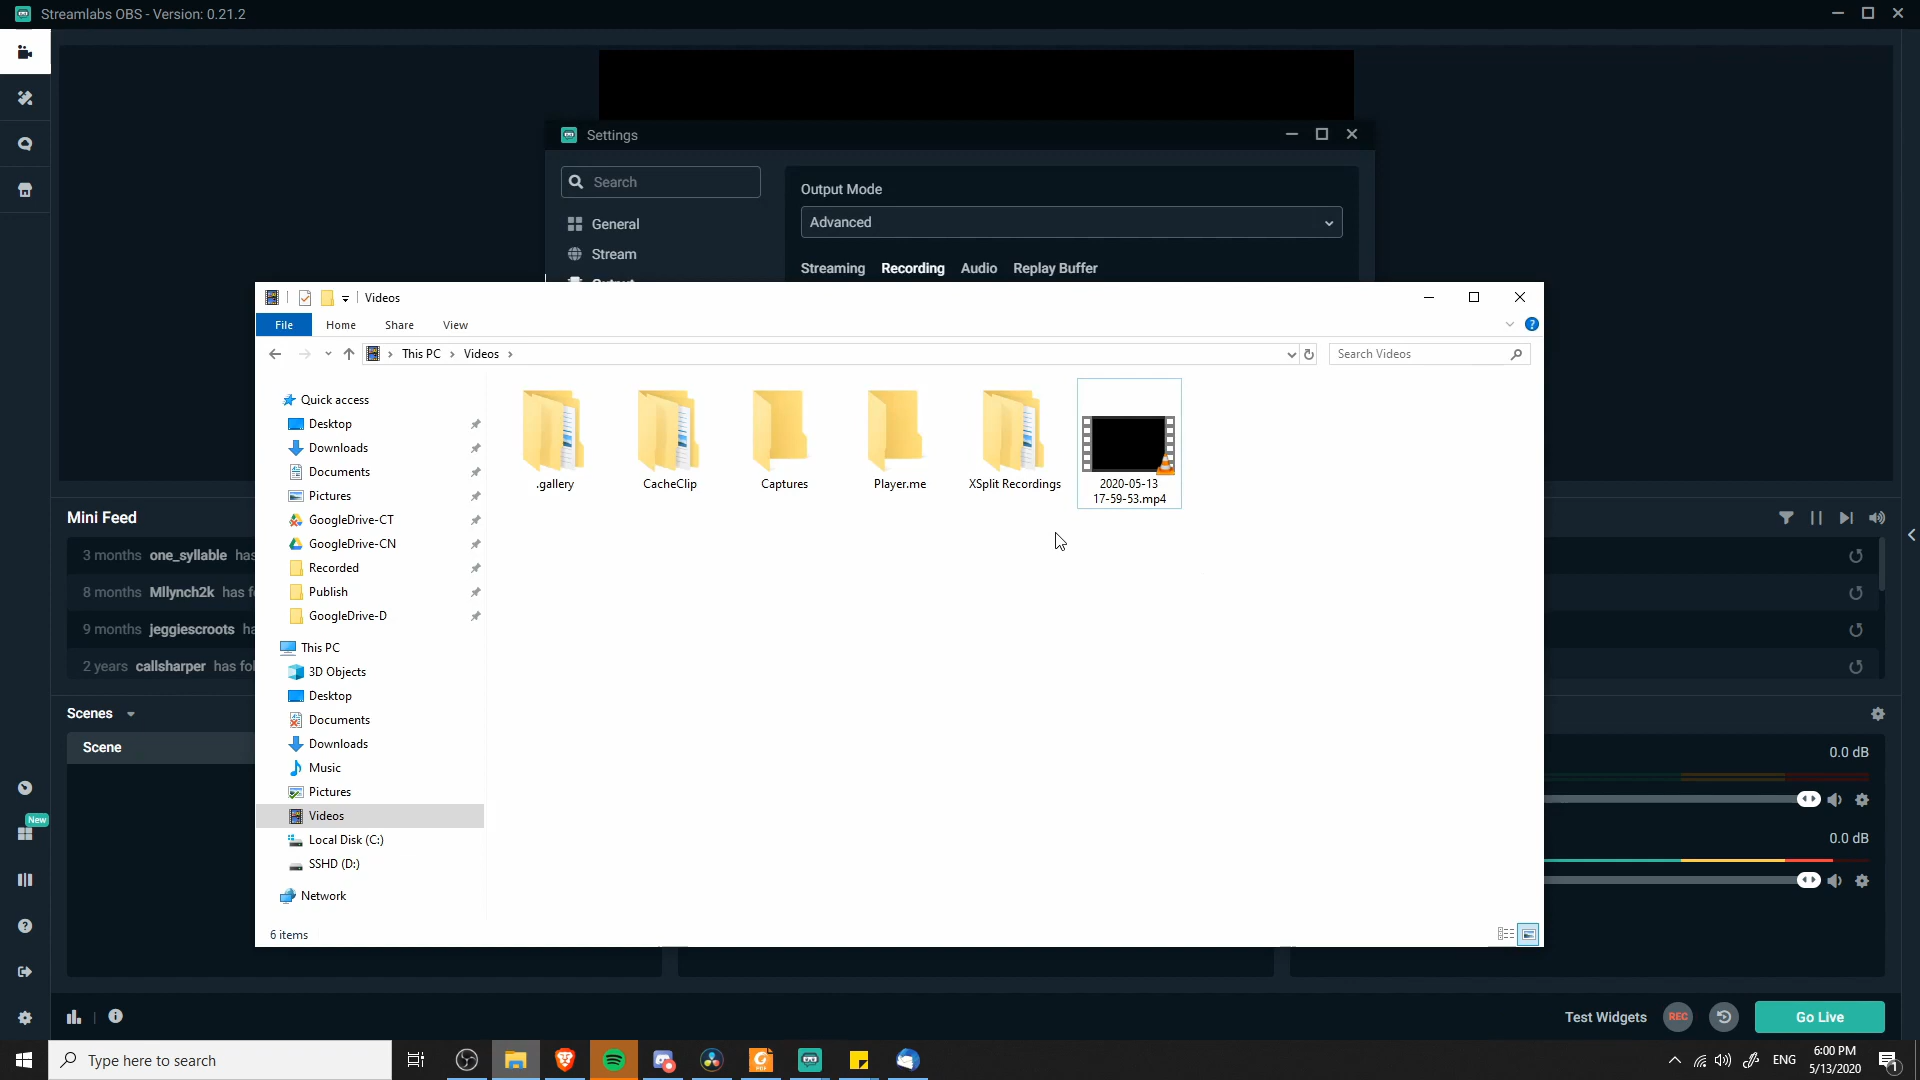 Streamlabs OBS - Version: 0.21.2
Settings
Search
Output Mode
General
Advanced
Stream
Streaming Recording Audio Replay Buffer
Videos
File Home Share View
This PC > Videos >
Search Videos
Quick access
Desktop
Downloads
Documents
Pictures
GoogleDrive-CT
GoogleDrive-CN
Recorded
Publish
GoogleDrive-D
This PC
3D Objects
Desktop
Documents
Downloads
Music
Pictures
Videos
Local Disk (C:)
SSHD (D:)
Network
6 items
.gallery
CacheClip
Captures
Player.me
XSplit Recordings
2020-05-13
17-59-53.mp4
Mini Feed
3 months one_syllable has
8 months Mllynch2k has f
9 months jeggiescroots ha
2 years callsharper has fol
Scenes
Scene
0.0 dB
0.0 dB
New
Test Widgets
REC
Go Live
Type here to search
ENG
6:00 PM
5/13/2020
1